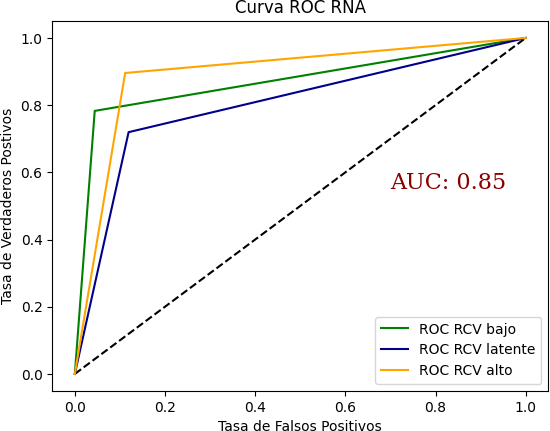 Curva ROC RNA
Tasa de Verdaderos Postivos
1.0
0.8
0.6
0.4
0.2
0.0
AUC: 0.85
ROC RCV bajo
ROC RCV latente
ROC RCV alto
0.0 0.2 0.4 0.6 0.8 1.0
Tasa de Falsos Positivos